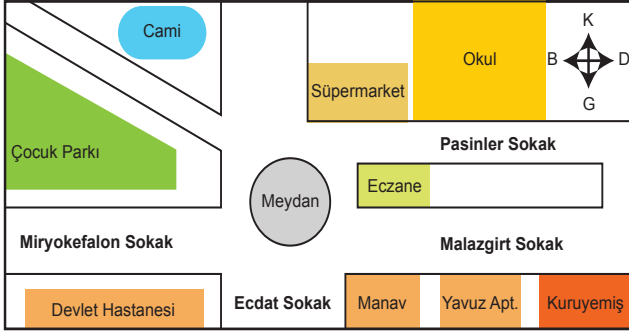 Cami
Okul
K
B
D
G
Süpermarket
Pasinler Sokak
Çocuk Parkı
Eczane
Meydan
Miryokefalon Sokak
Malazgirt Sokak
Devlet Hastanesi
Ecdat Sokak
Manav
Yavuz Apt.
Kuruyemiş